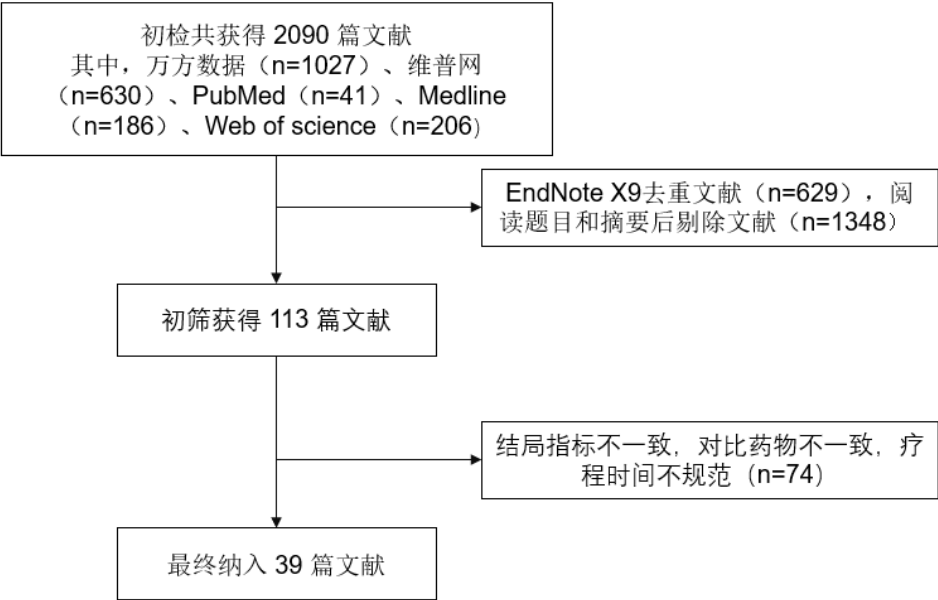 初检共获得 2090 篇文献
其中，万方数据（n=1027）、维普网
（n=630）、PubMed（n=41）、Medline
（n=186）、Web of science（n=206）
EndNote X9去重文献（n=629），阅
读题目和摘要后剔除文献（n=1348）
初筛获得 113 篇文献
结局指标不一致，对比药物不一致，疗
程时间不规范（n=74）
最终纳入 39 篇文献